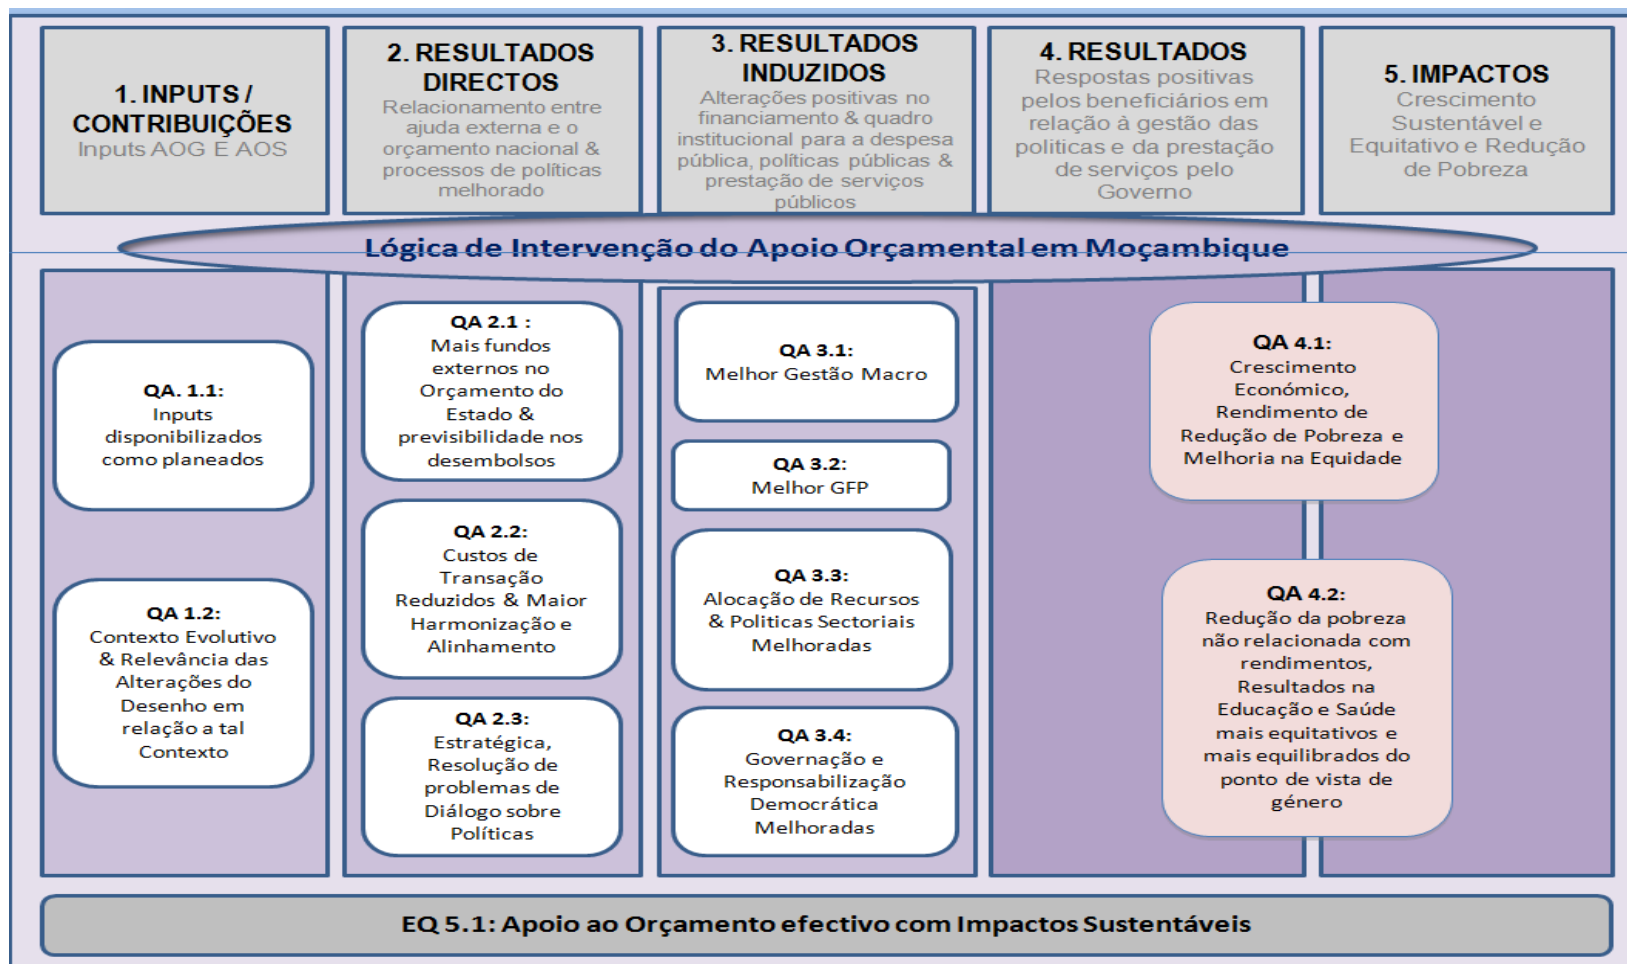 1. INPUTS /
CONTRIBUIÇÕES
Inputs AOG E AOS
2. RESULTADOS
DIRECTOS
Relacionamento entre
ajuda externa e o
orçamento nacional &
processos de políticas
melhorado
3. RESULTADOS
INDUZIDOS
Alterações positivas no
financiamento & quadro
institucional para a despesa
pública, políticas públicas &
prestação de serviços
públicos
4. RESULTADOS
Respostas positivas
pelos beneficiários em
relação à gestão das
politicas e da prestação
de serviços pelo
Governo
5. IMPACTOS
Crescimento
Sustentável e
Equitativo e Redução
de Pobreza
Lógica de Intervenção do Apoio Orçamental em Moçambique
QA. 1.1:
Inputs
disponibilizados
como planeados
QA 1.2:
Contexto Evolutivo
& Relevância das
Alterações do
Desenho em
relação a tal
Contexto
QA 2.1 :
Mais fundos
externos no
Orçamento do
Estado &
previsibilidade nos
desembolsos
QA 2.2:
Custos de
Transação
Reduzidos & Maior
Harmonização e
Alinhamento
QA 2.3:
Estratégica,
Resolução de
problemas de
Diálogo sobre
Políticas
QA 3.1:
Melhor Gestão Macro
QA 3.2:
Melhor GFP
QA 3.3:
Alocação de Recursos
& Politicas Sectoriais
Melhoradas
QA 3.4:
Governação e
Responsabilização
Democrática
Melhoradas
QA 4.1:
Crescimento
Económico,
Rendimento de
Redução de Pobreza e
Melhoria na Equidade
QA 4.2:
Redução da pobreza
não relacionada com
rendimentos,
Resultados na
Educação e Saúde
mais equitativos e
mais equilibrados do
ponto de vista de
género
EQ 5.1: Apoio ao Orçamento efectivo com Impactos Sustentáveis